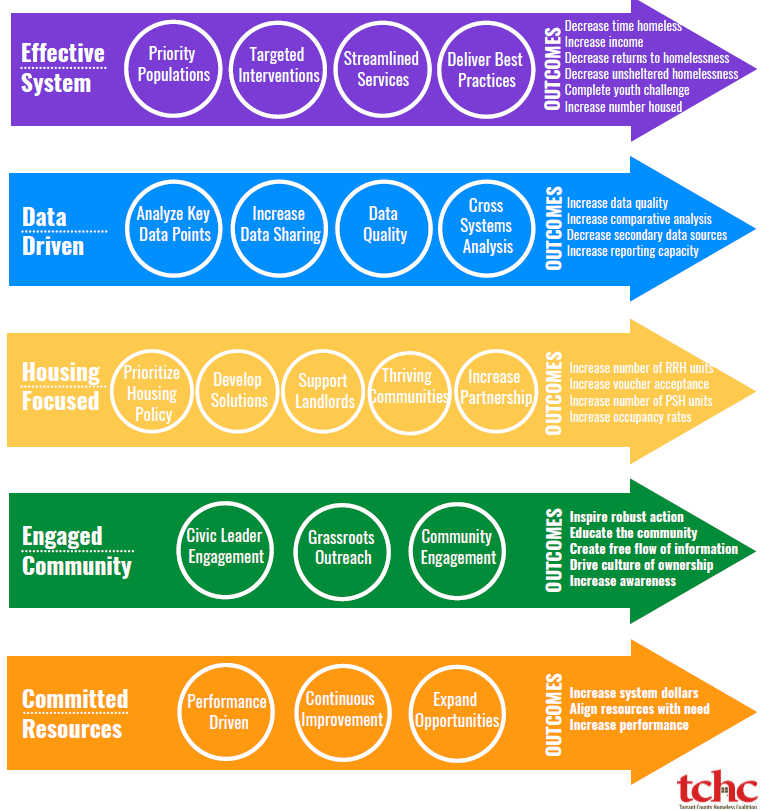 Effective
System
Priority
Populations
Targeted
Interventions
Streamlined
Services
Deliver Best
Practices
OUTCOMES
Decrease time homeless
Increase income
Decrease returns to homelessness
Decrease unsheltered homelessness
Complete youth challenge
Increase number housed
Data
Driven
Analyze Key
Data Points
Increase
Data Sharing
Data
Quality
Cross
Systems
Analysis
OUTCOMES
Increase data quality
Increase comparative analysis
Decrease secondary data sources
Increase reporting capacity
Housing
Focused
Prioritize
Housing
Policy
Develop
Solutions
Support
Landlords
Thriving
Communities
Increase
Partnership
OUTCOMES
Increase number of RRH units
Increase voucher acceptance
Increase number of PSH units
Increase occupancy rates
Engaged
Community
Civic Leader
Engagement
Grassroots
Outreach
Community
Engagement
OUTCOMES
Inspire robust action
Educate the community
Create free flow of information
Drive culture of ownership
Increase awareness
Committed
Resources
Performance
Driven
Continuous
Improvement
Expand
Opportunities
OUTCOMES
Increase system dollars
Align resources with need
Increase performance
tchc
Tarrant County Homeless Coalition